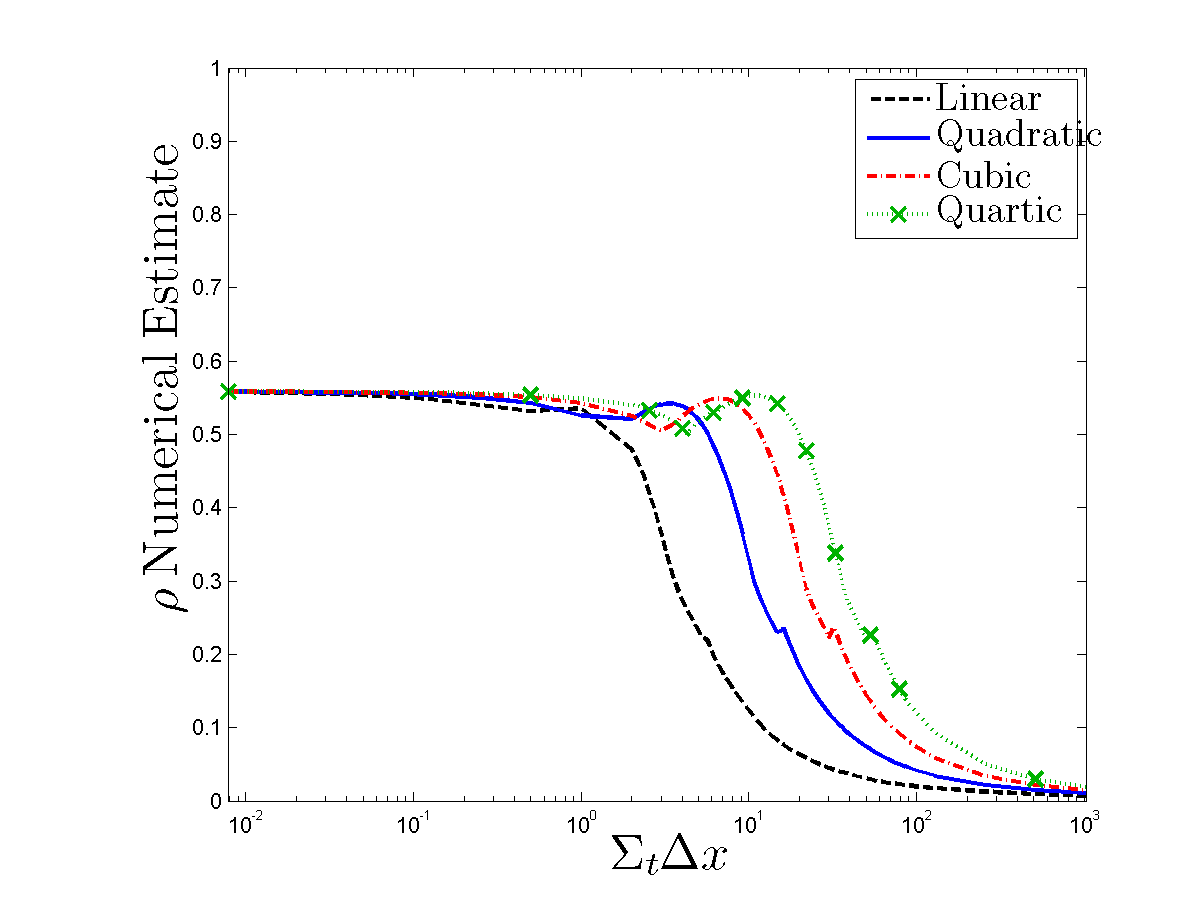 1
0.9
0.8
0.7
0.6
0.5
0.4
0.3
0.2
0.1
0
ρ Numerical Estimate
Linear
Quadratic
Cubic
Quartic
10⁻² 10⁻¹ 10⁰ 10¹ 10² 10³
ΣₜΔx